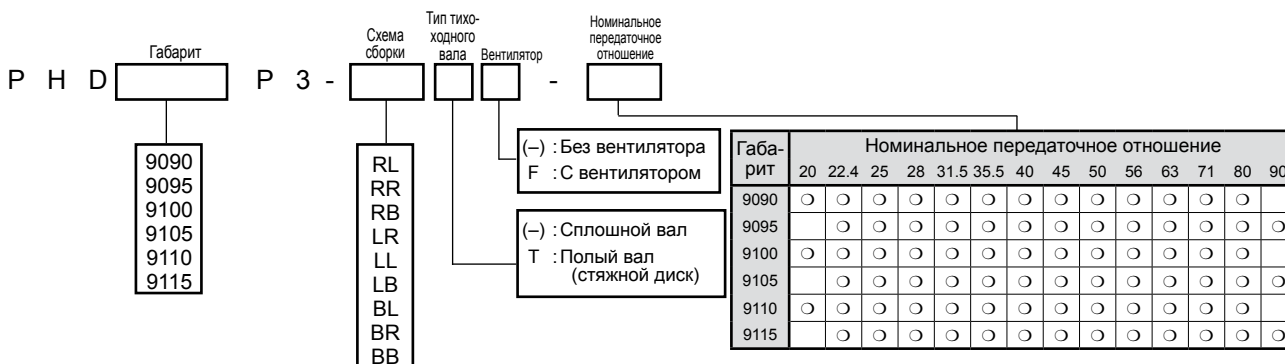 Габарит
Схема
сборки
Тип тихо-
ходного
вала
Вентилятор
Номинальное
передаточное
отношение
P H D P 3 - -
9090
9095
9100
9105
9110
9115
RL
RR
RB
LR
LL
LB
BL
BR
BB
(–) : Без вентилятора
F : С вентилятором
(–) : Сплошной вал
T : Полый вал
(стяжной диск)
Габа-
рит
Номинальное передаточное отношение
20 22.4 25 28 31.5 35.5 40 45 50 56 63 71 80 90
9090 ❍ ❍ ❍ ❍ ❍ ❍ ❍ ❍ ❍ ❍ ❍ ❍ ❍
9095 ❍ ❍ ❍ ❍ ❍ ❍ ❍ ❍ ❍ ❍ ❍ ❍ ❍
9100 ❍ ❍ ❍ ❍ ❍ ❍ ❍ ❍ ❍ ❍ ❍ ❍ ❍
9105 ❍ ❍ ❍ ❍ ❍ ❍ ❍ ❍ ❍ ❍ ❍ ❍ ❍
9110 ❍ ❍ ❍ ❍ ❍ ❍ ❍ ❍ ❍ ❍ ❍ ❍ ❍
9115 ❍ ❍ ❍ ❍ ❍ ❍ ❍ ❍ ❍ ❍ ❍ ❍ ❍